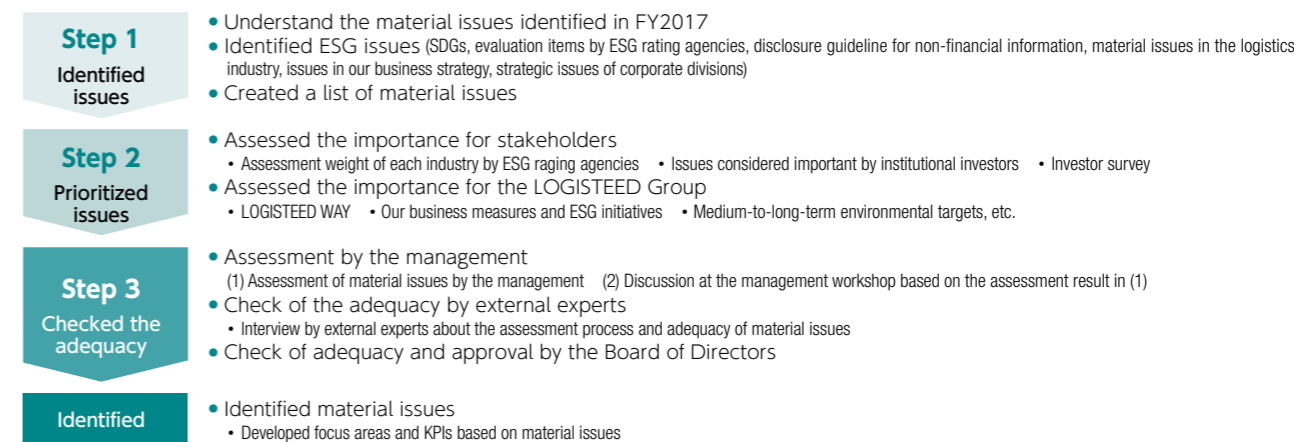 Step 1
Identified
issues
• Understand the material issues identified in FY2017
• Identified ESG issues (SDGs, evaluation items by ESG rating agencies, disclosure guideline for non-financial information, material issues in the logistics
industry, issues in our business strategy, strategic issues of corporate divisions)
• Created a list of material issues
Step 2
Prioritized
issues
• Assessed the importance for stakeholders
• Assessment weight of each industry by ESG raging agencies • Issues considered important by institutional investors • Investor survey
• Assessed the importance for the LOGISTEED Group
• LOGISTEED WAY • Our business measures and ESG initiatives • Medium-to-long-term environmental targets, etc.
Step 3
Checked the
adequacy
• Assessment by the management
(1) Assessment of material issues by the management (2) Discussion at the management workshop based on the assessment result in (1)
• Check of the adequacy by external experts
• Interview by external experts about the assessment process and adequacy of material issues
• Check of adequacy and approval by the Board of Directors
Identified
• Identified material issues
• Developed focus areas and KPIs based on material issues